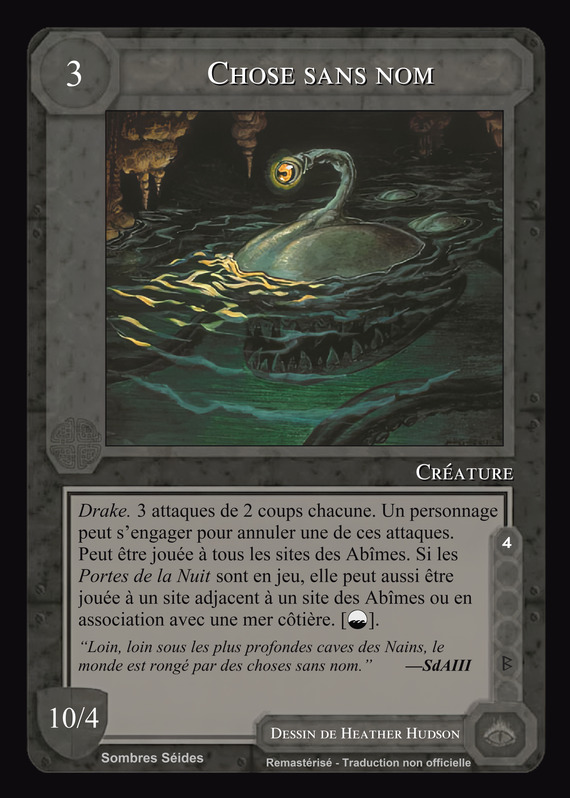 3
CHOSE SANS NOM
CRÉATURE
Drake. 3 attaques de 2 coups chacune. Un personnage
peut s’engager pour annuler une de ces attaques.
Peut être jouée à tous les sites des Abîmes. Si les
Portes de la Nuit sont en jeu, elle peut aussi être
jouée à un site adjacent à un site des Abîmes ou en
association avec une mer côtière. [ ].
4
“Loin, loin sous les plus profondes caves des Nains, le
monde est rongé par des choses sans nom.” —SdAIII
10/4
DESSIN DE HEATHER HUDSON
Sombres Séides
Remastérisé - Traduction non officielle